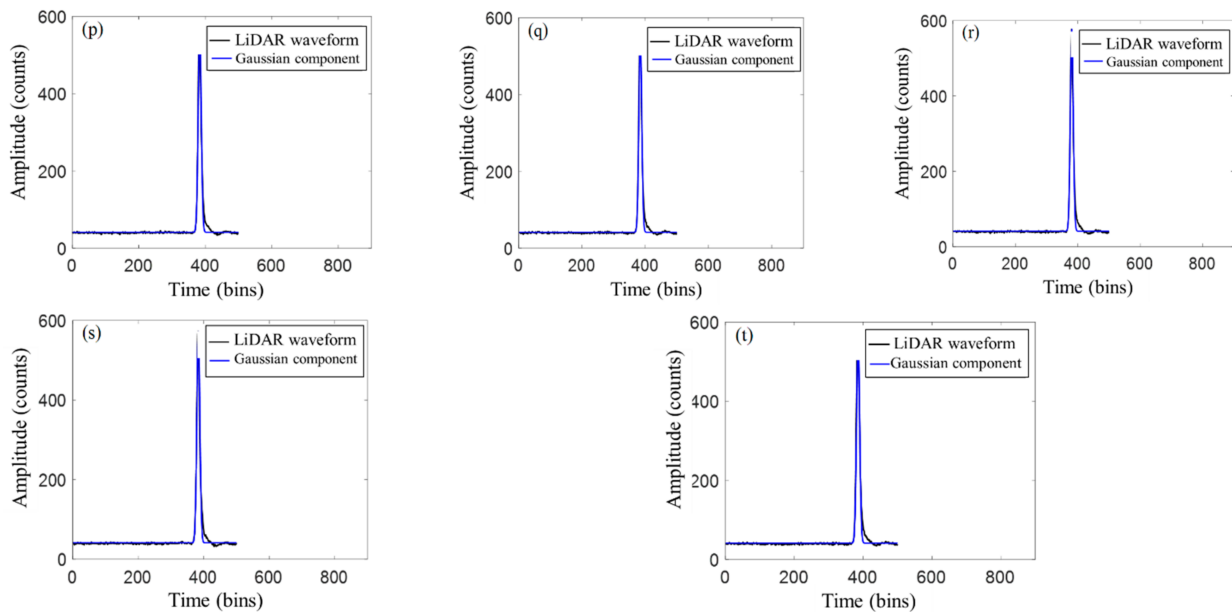 (p)
LiDAR waveform
Gaussian component
600
400
200
0
0 200 400 600 800
Amplitude (counts)
Time (bins)
(q)
LiDAR waveform
Gaussian component
600
400
200
0
0 200 400 600 800
Amplitude (counts)
Time (bins)
(r)
LiDAR waveform
Gaussian component
600
400
200
0
0 200 400 600 800
Amplitude (counts)
Time (bins)
(s)
LiDAR waveform
Gaussian component
600
400
200
0
0 200 400 600 800
Amplitude (counts)
Time (bins)
(t)
LiDAR waveform
Gaussian component
600
400
200
0
0 200 400 600 800
Amplitude (counts)
Time (bins)